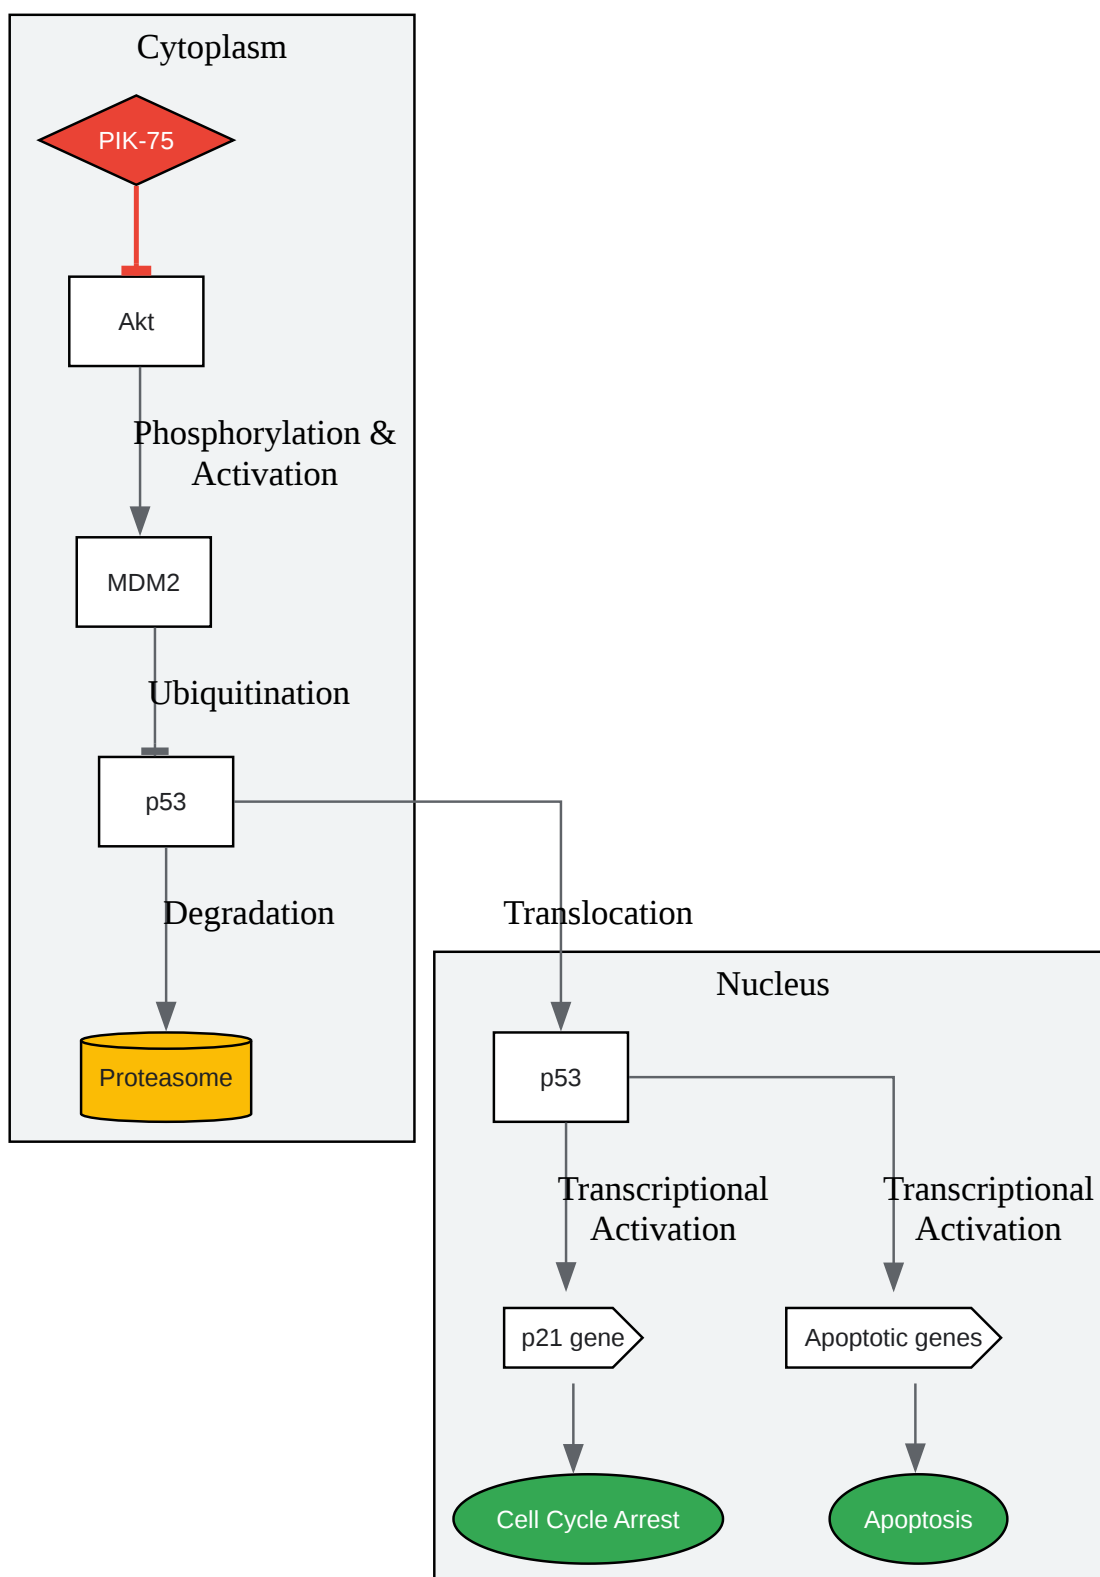 Cytoplasm
PIK-75
Akt
Phosphorylation &
Activation
MDM2
Ubiquitination
p53
Degradation
Translocation
Proteasome
Nucleus
p53
Transcriptional
Activation
Transcriptional
Activation
p21 gene
Apoptotic genes
Cell Cycle Arrest
Apoptosis